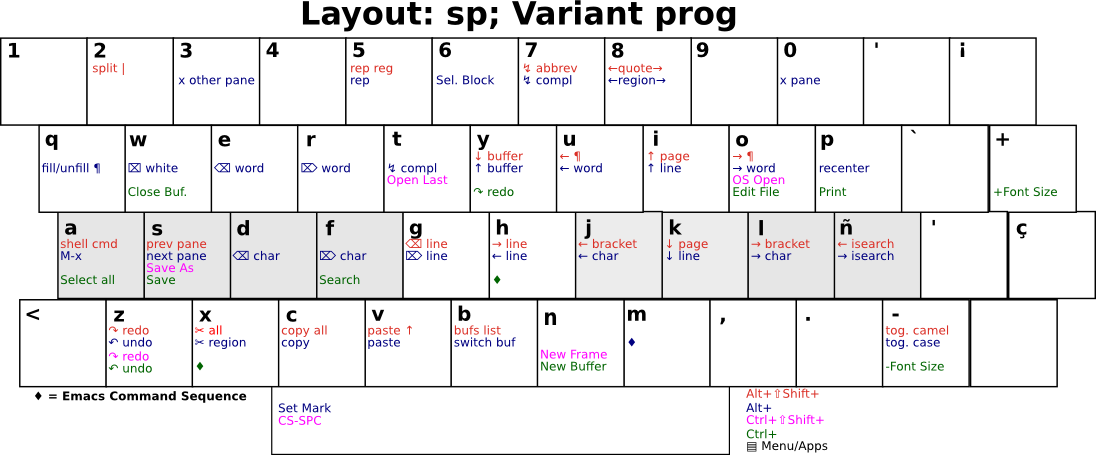 Layout: sp; Variant prog
1 2 3 4 5 6 7 8 9 0 ' ¡
split | rep reg ↯ abbrev ←quote→
x other pane rep Sel. Block ↯ compl ←region→ x pane
q w e r t y u i o p ` +
↓ buffer ← ¶ ↑ page → ¶
fill/unfill ¶ ⌧ white ⌫ word ⌦ word ↯ compl ↑ buffer ← word ↑ line → word recenter
Open Last OS Open
Close Buf. ↷ redo Edit File Print +Font Size
a s d f g h j k l ñ ' ç
shell cmd prev pane ⌫ line → line ← bracket ↓ page → bracket ← isearch
M-x next pane ⌫ char ⌦ char ⌦ line ← line ← char ↓ line → char → isearch
Save As
Select all Save Search ♦
< z x c v b n m , . -
↷ redo ✂ all copy all paste ↑ bufs list tog. camel
↶ undo ✂ region copy paste switch buf ♦ tog. case
↷ redo New Frame
↶ undo ♦ New Buffer -Font Size
♦ = Emacs Command Sequence
Set Mark
CS-SPC
Alt+⇧Shift+
Alt+
Ctrl+⇧Shift+
Ctrl+
▤ Menu/Apps